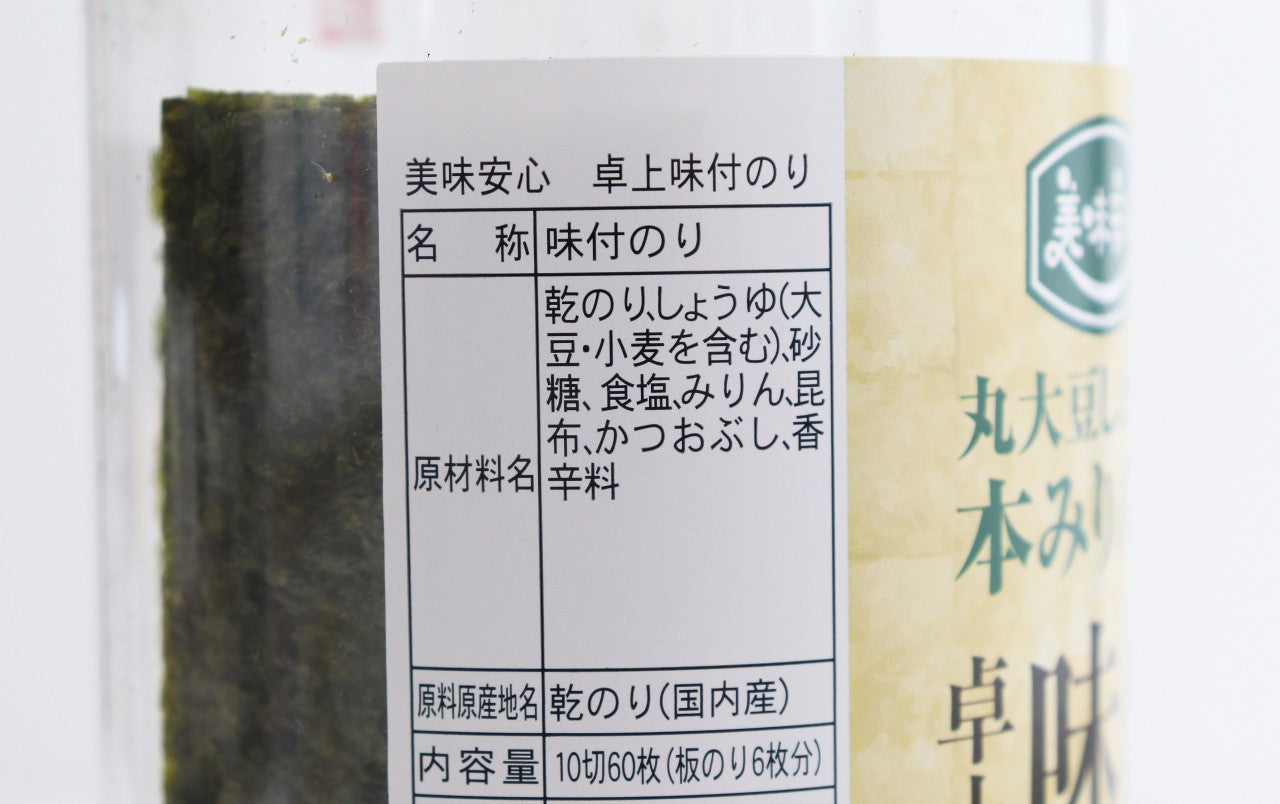 美味安心 卓上味付のり
名 称 味付のり
原材料名 乾のり、しょうゆ(大
豆・小麦を含む)、砂
糖、食塩、みりん、昆
布、かつおぶし、香
辛料
原料原産地名 乾のり(国内産)
内容量 10切60枚(板のり6枚分)
美味
丸大豆し
本みり
卓
味